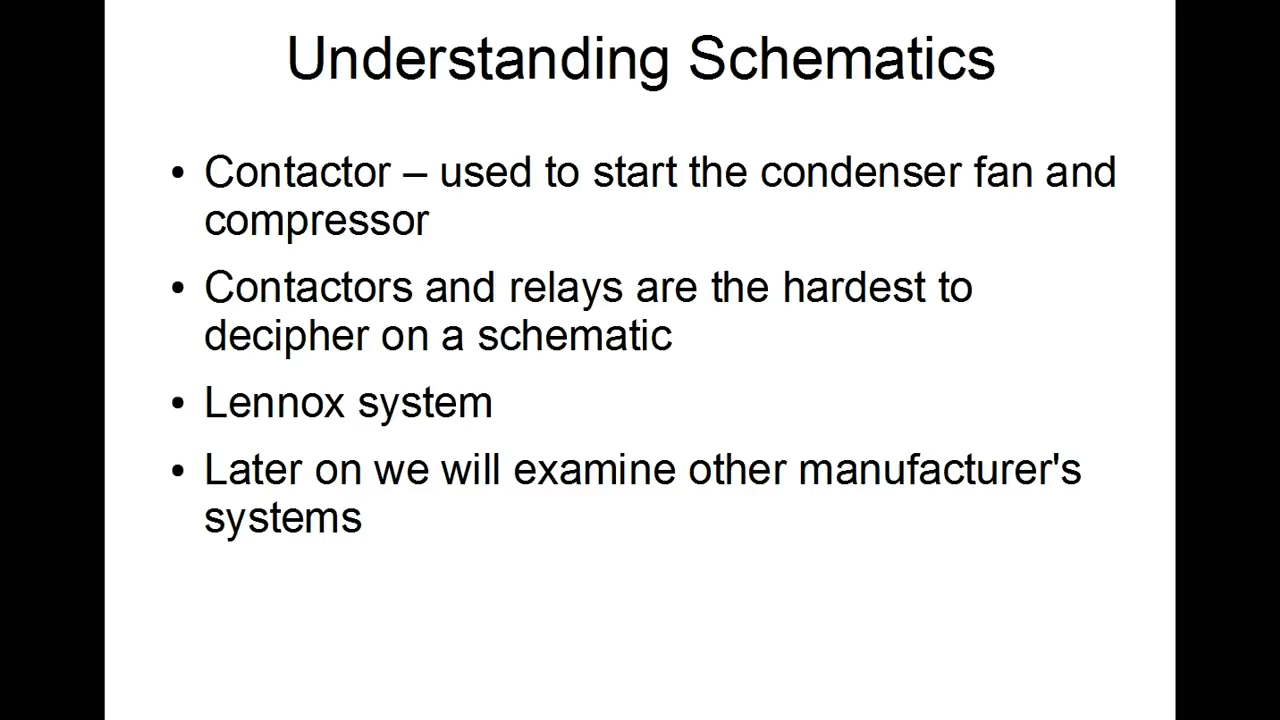 Understanding Schematics
• Contactor – used to start the condenser fan and
compressor
• Contactors and relays are the hardest to
decipher on a schematic
• Lennox system
• Later on we will examine other manufacturer's
systems